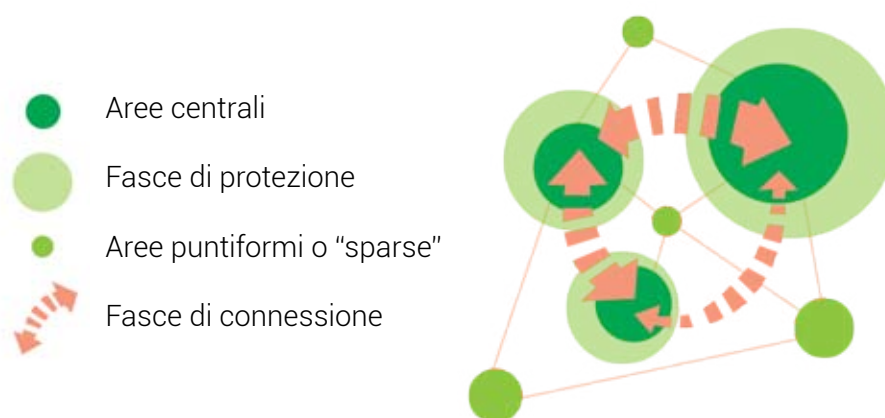 Aree centrali
Fasce di protezione
Aree puntiformi o “sparse”
Fasce di connessione